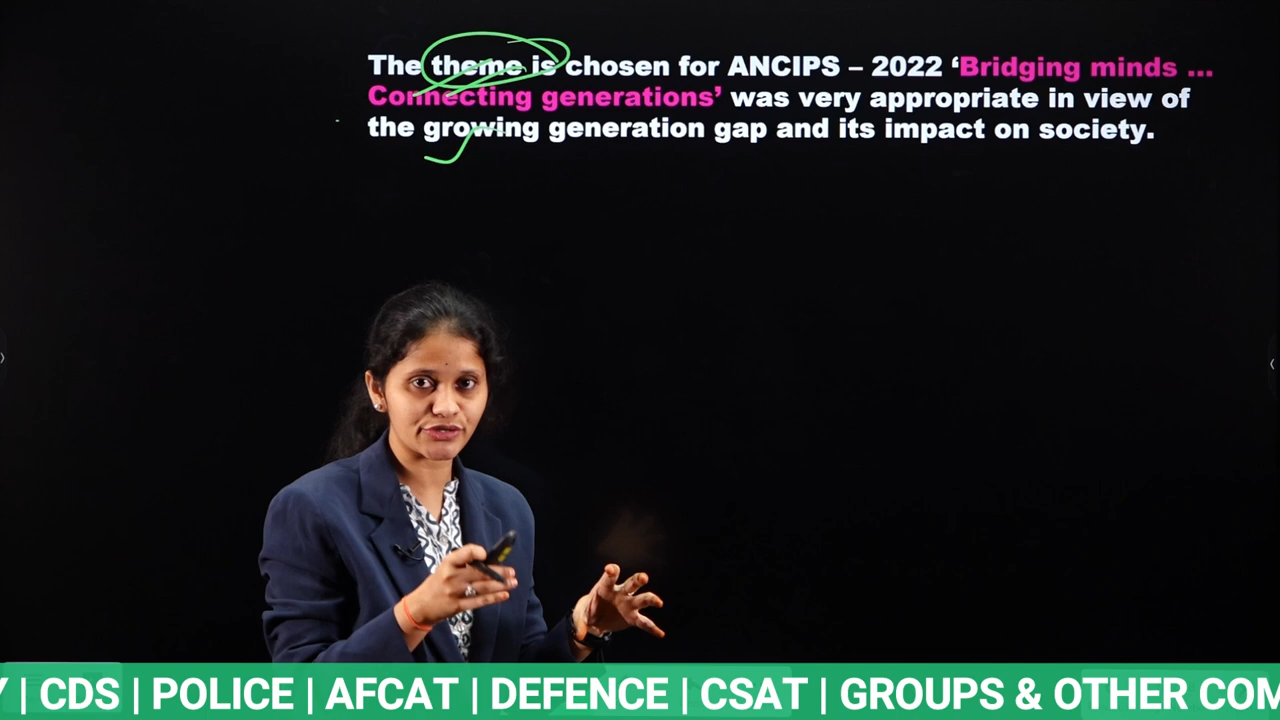 The theme is chosen for ANCIPS – 2022 ‘Bridging minds ...
Connecting generations’ was very appropriate in view of
the growing generation gap and its impact on society.
Y | CDS | POLICE | AFCAT | DEFENCE | CSAT | GROUPS & OTHER COM